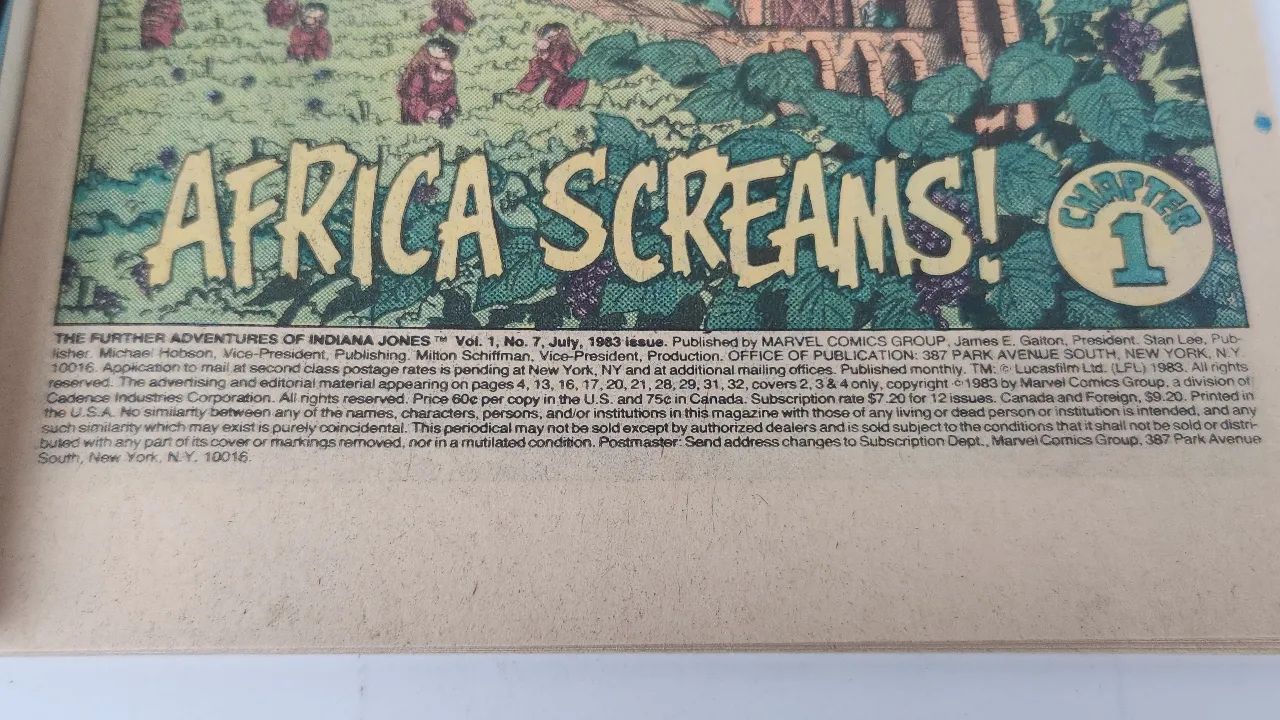 AFRICA SCREAMS!
CHAPTER
1
THE FURTHER ADVENTURES OF INDIANA JONES™ Vol. 1, No. 7, July, 1983 issue. Published by MARVEL COMICS GROUP, James E. Galton, President. Stan Lee, Pub-
lisher. Michael Hobson, Vice-President, Publishing. Milton Schiffman, Vice-President, Production. OFFICE OF PUBLICATION: 387 PARK AVENUE SOUTH, NEW YORK, N.Y.
10016. Application to mail at second class postage rates is pending at New York, NY and at additional mailing offices. Published monthly. TM: © Lucasfilm Ltd. (LFL) 1983. All rights
reserved. The advertising and editorial material appearing on pages 4, 13, 16, 17, 20, 21, 28, 29, 31, 32, covers 2, 3 & 4 only, copyright ©1983 by Marvel Comics Group, a division of
Cadence Industries Corporation. All rights reserved. Price 60¢ per copy in the U.S. and 75¢ in Canada. Subscription rate $7.20 for 12 issues. Canada and Foreign, $9.20. Printed in
the U.S.A. No similarity between any of the names, characters, persons, and/or institutions in this magazine with those of any living or dead person or institution is intended, and any
such similarity which may exist is purely coincidental. This periodical may not be sold except by authorized dealers and is sold subject to the conditions that it shall not be sold or distri-
buted with any part of its cover or markings removed, nor in a mutilated condition. Postmaster: Send address changes to Subscription Dept., Marvel Comics Group, 387 Park Avenue
South, New York, N.Y. 10016.